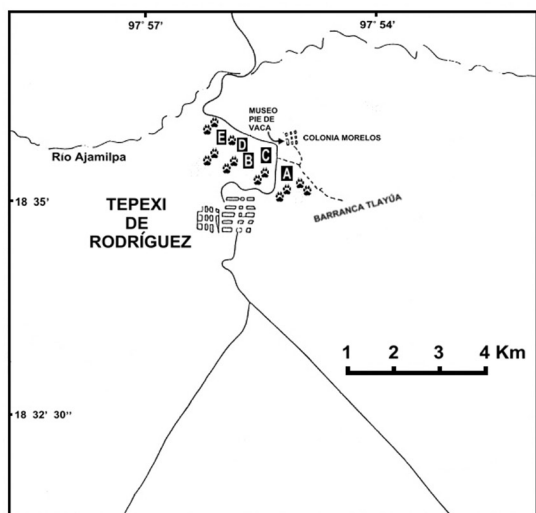 97° 57
97° 54
MUSEO
PIE DE
VACA
COLONIA MORELOS
E
D
B
C
A
Río Ajamilpa
18 35'
TEPEXI
DE
RODRÍGUEZ
BARRANCA TLAYÚA
1 2 3 4 Km
18 32' 30"